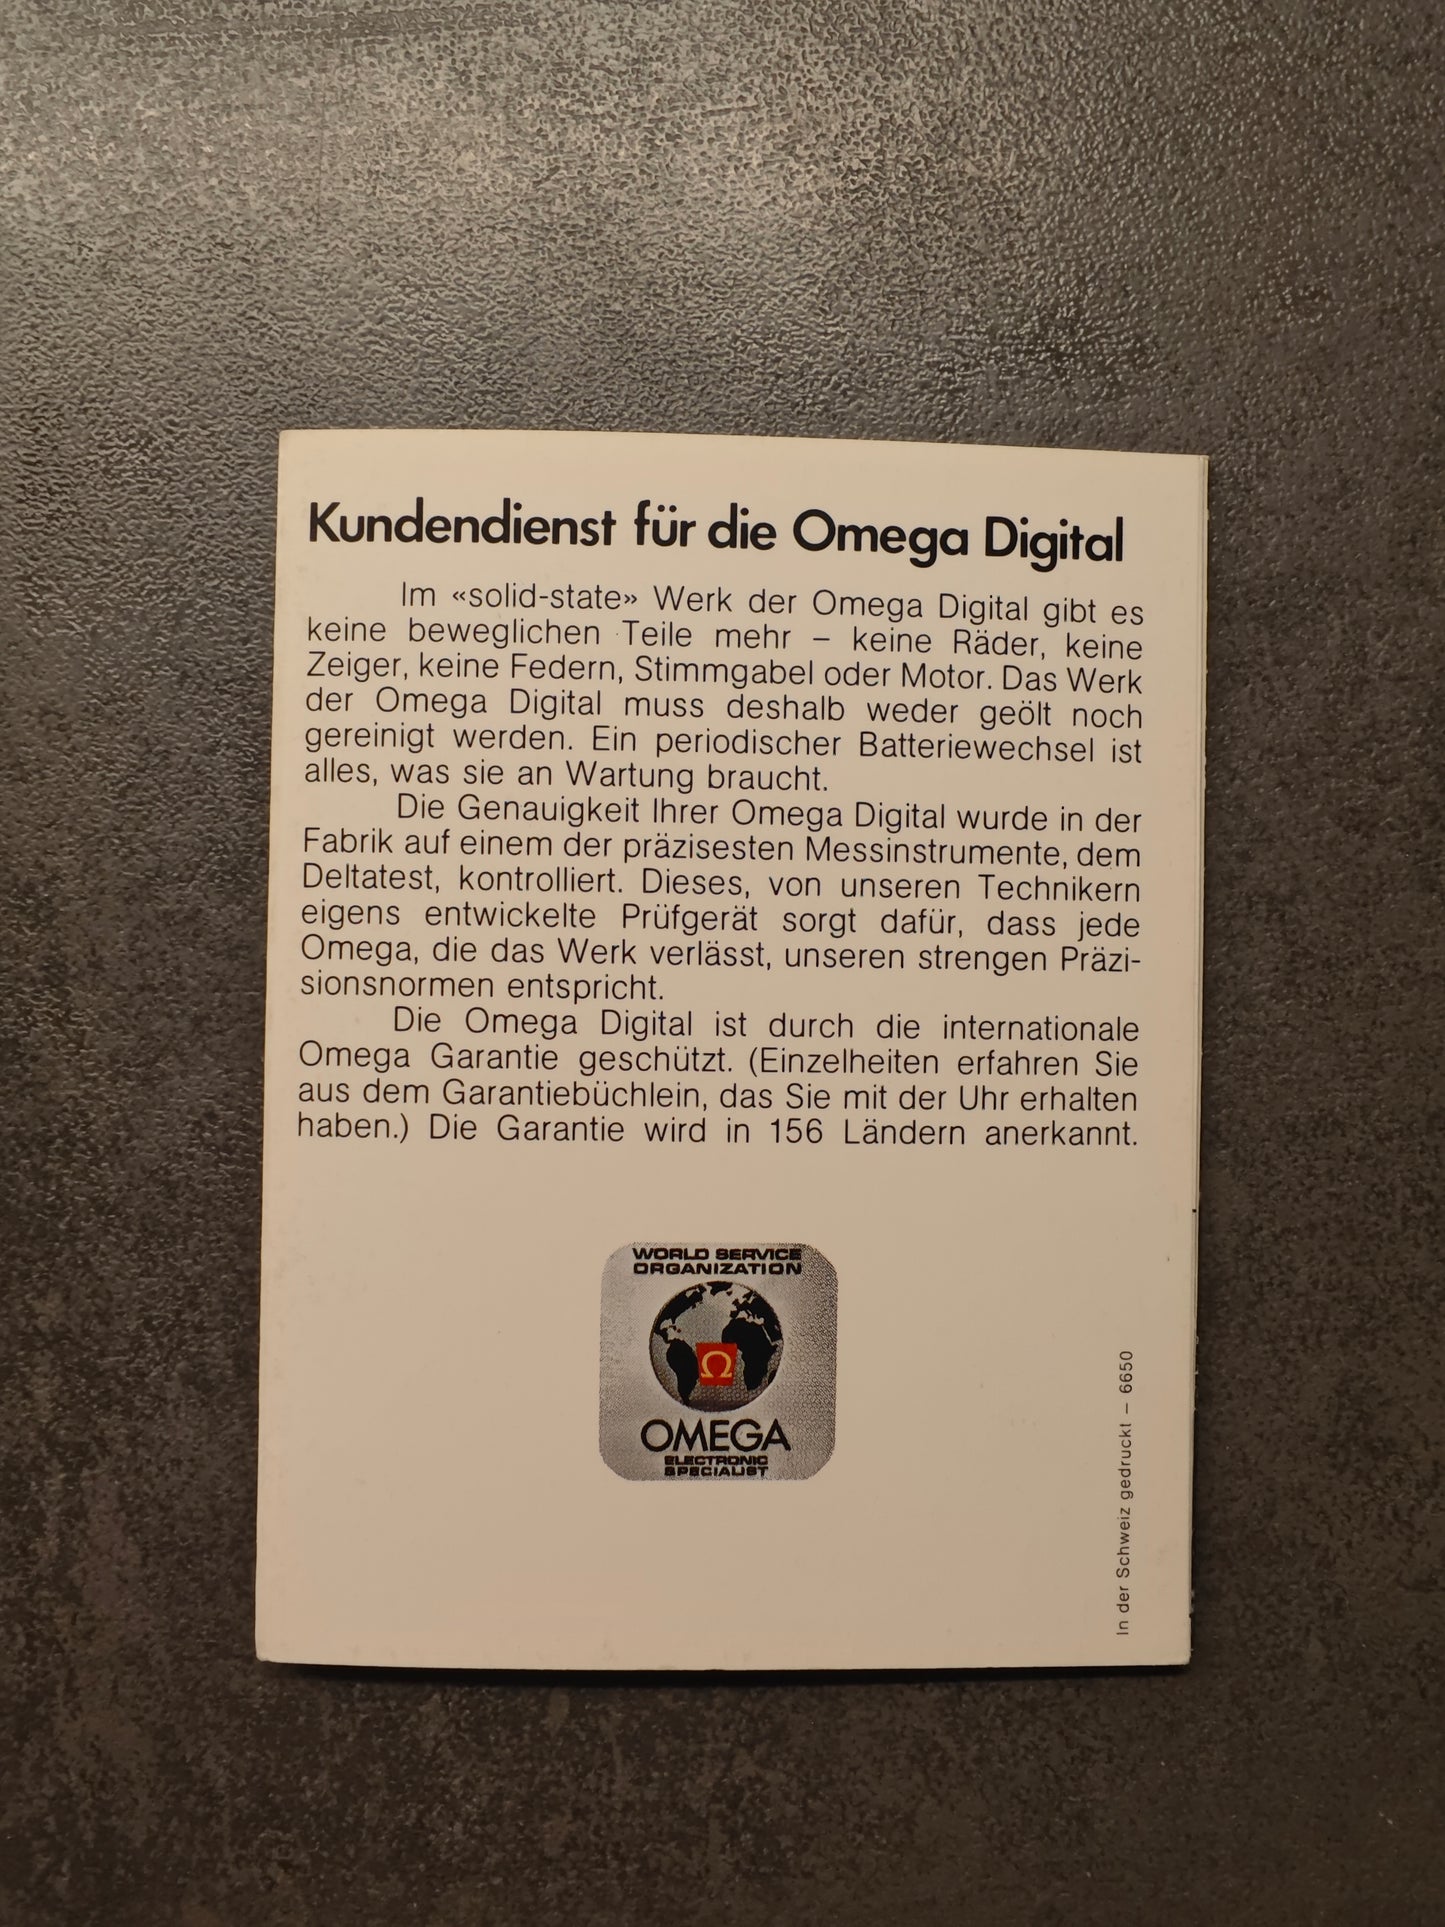 Kundendienst für die Omega Digital
Im «solid-state» Werk der Omega Digital gibt es
keine beweglichen Teile mehr – keine Räder, keine
Zeiger, keine Federn, Stimmgabel oder Motor. Das Werk
der Omega Digital muss deshalb weder geölt noch
gereinigt werden. Ein periodischer Batteriewechsel ist
alles, was sie an Wartung braucht.
Die Genauigkeit Ihrer Omega Digital wurde in der
Fabrik auf einem der präzisesten Messinstrumente, dem
Deltatest, kontrolliert. Dieses, von unseren Technikern
eigens entwickelte Prüfgerät sorgt dafür, dass jede
Omega, die das Werk verlässt, unseren strengen Präzi-
sionsnormen entspricht.
Die Omega Digital ist durch die internationale
Omega Garantie geschützt. (Einzelheiten erfahren Sie
aus dem Garantiebüchlein, das Sie mit der Uhr erhalten
haben.) Die Garantie wird in 156 Ländern anerkannt.
WORLD SERVICE
ORGANIZATION
Ω
OMEGA
ELECTRONIC
SPECIALIST
In der Schweiz gedruckt – 6650